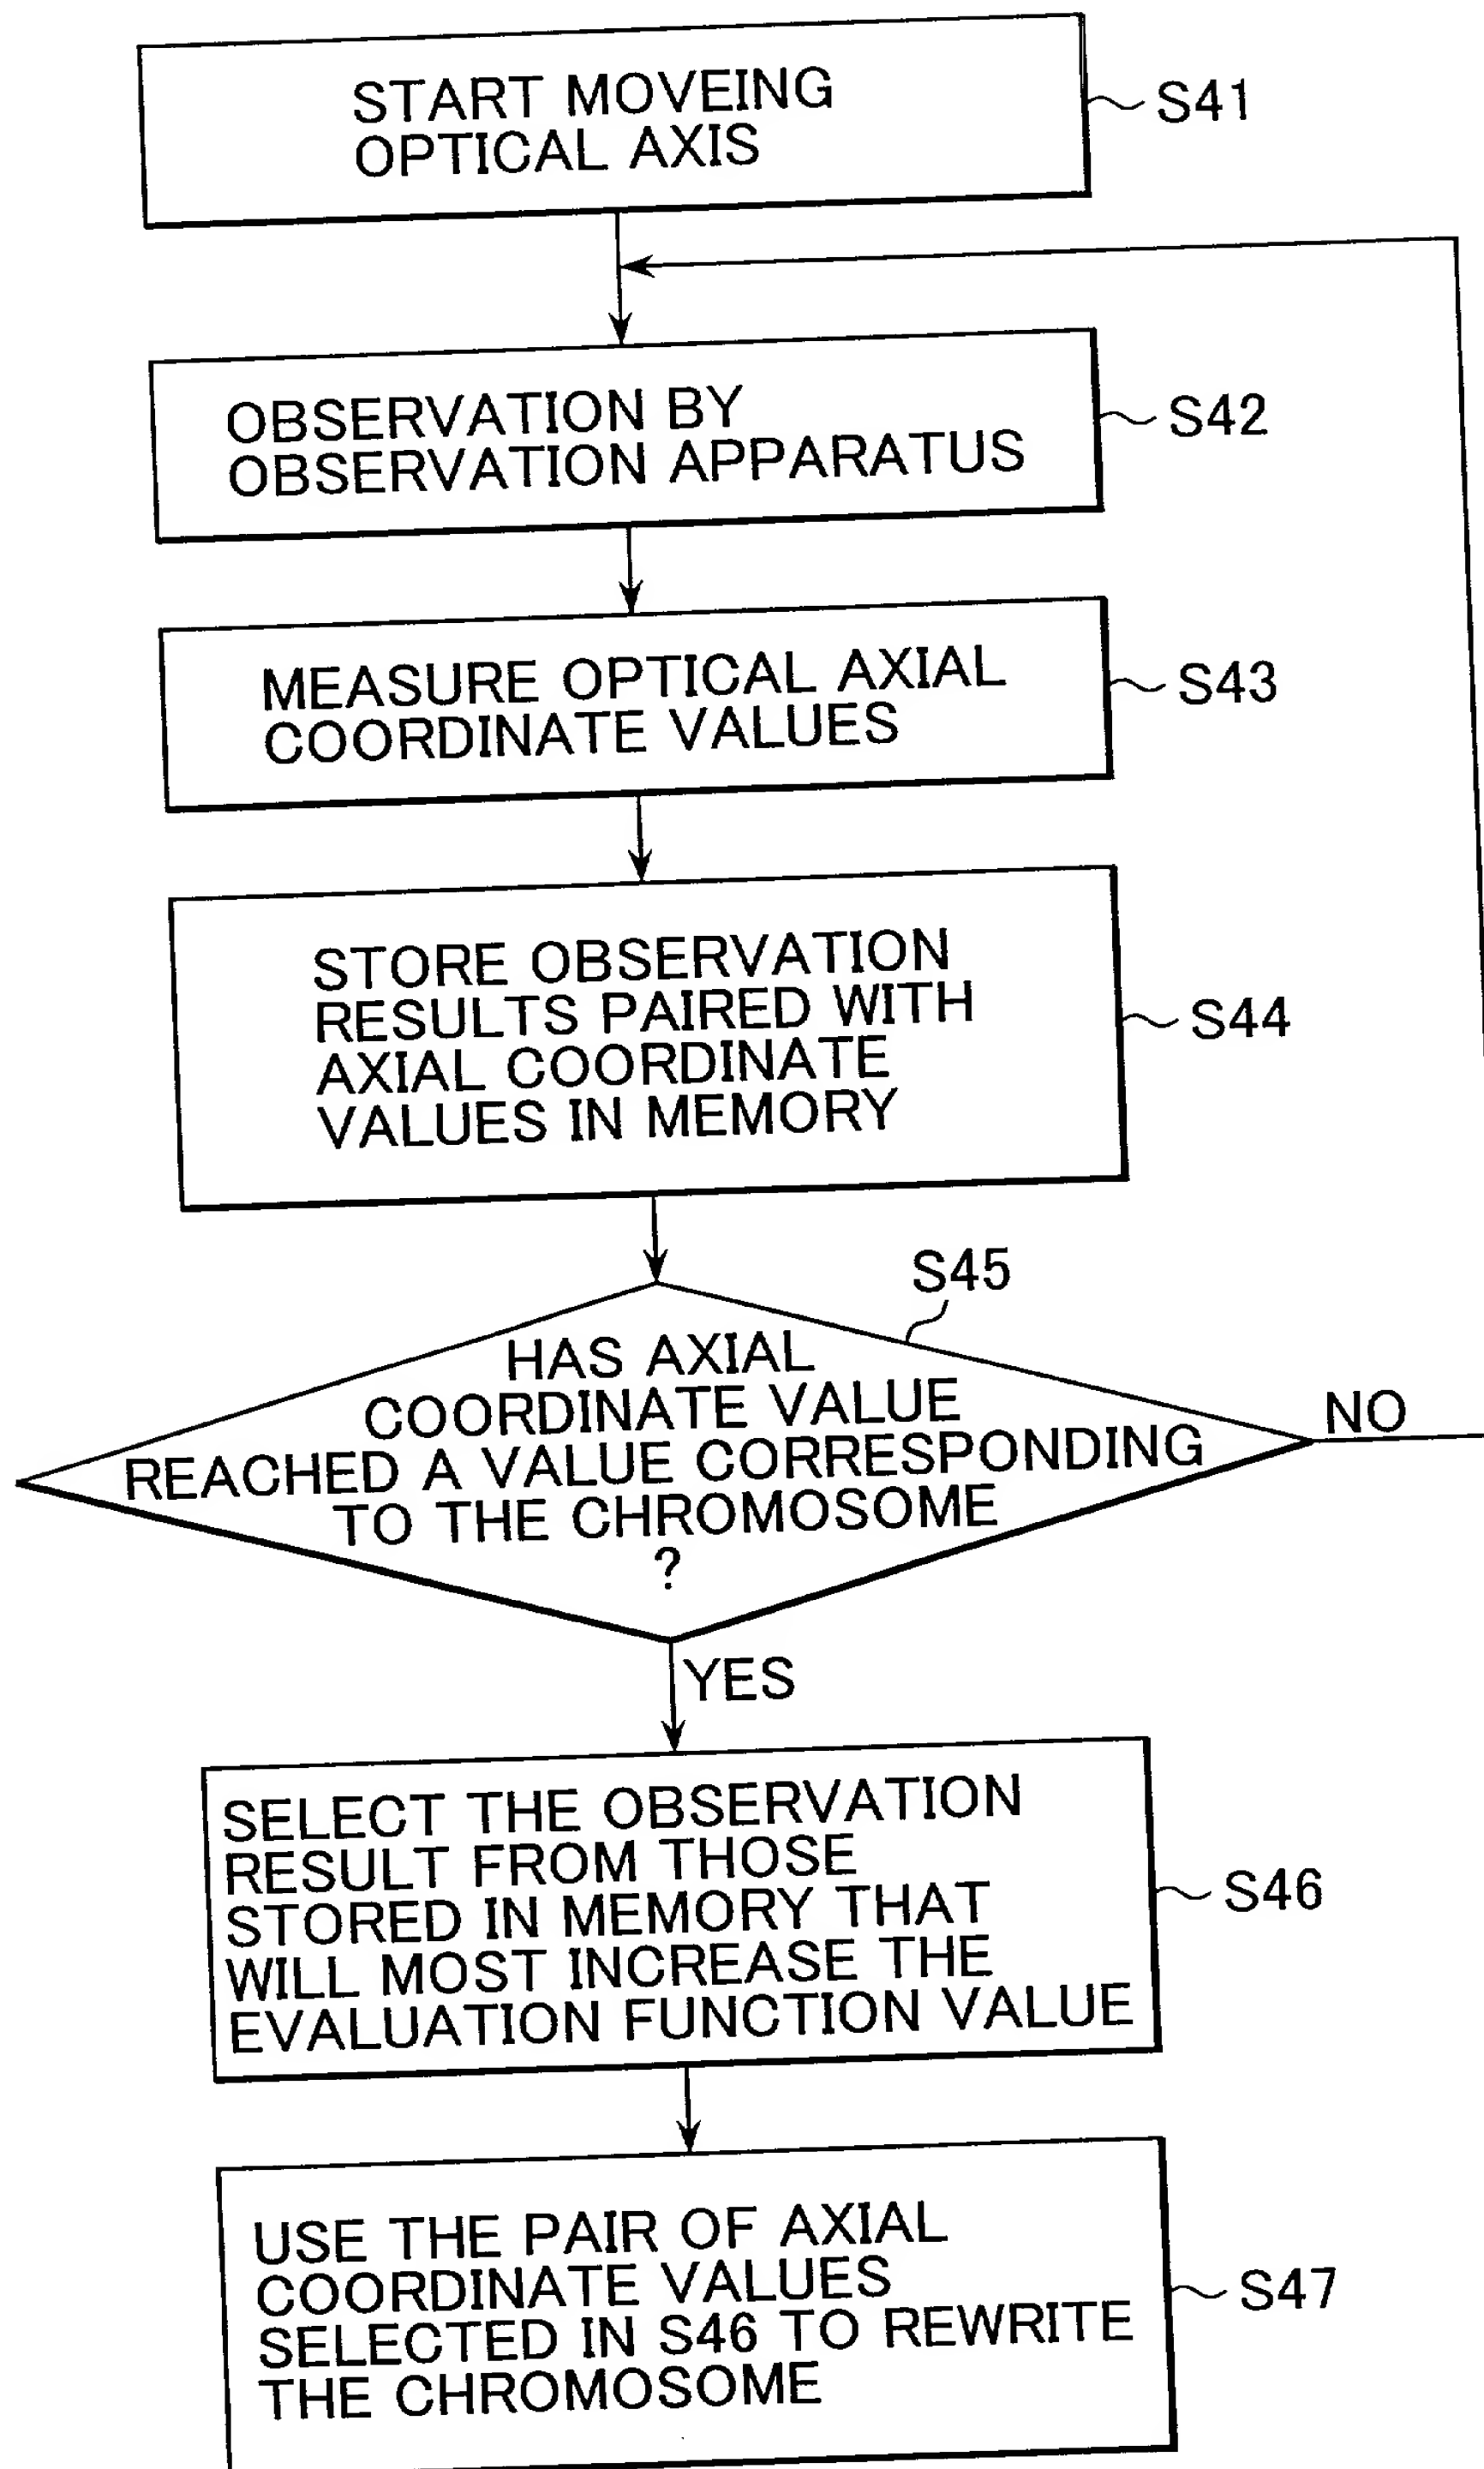 START MOVEING
OPTICAL AXIS
S41
OBSERVATION BY
OBSERVATION APPARATUS
S42
MEASURE OPTICAL AXIAL
COORDINATE VALUES
S43
STORE OBSERVATION
RESULTS PAIRED WITH
AXIAL COORDINATE
VALUES IN MEMORY
S44
S45
HAS AXIAL
COORDINATE VALUE
REACHED A VALUE CORRESPONDING
TO THE CHROMOSOME
?
NO
YES
SELECT THE OBSERVATION
RESULT FROM THOSE
STORED IN MEMORY THAT
WILL MOST INCREASE THE
EVALUATION FUNCTION VALUE
S46
USE THE PAIR OF AXIAL
COORDINATE VALUES
SELECTED IN S46 TO REWRITE
THE CHROMOSOME
S47